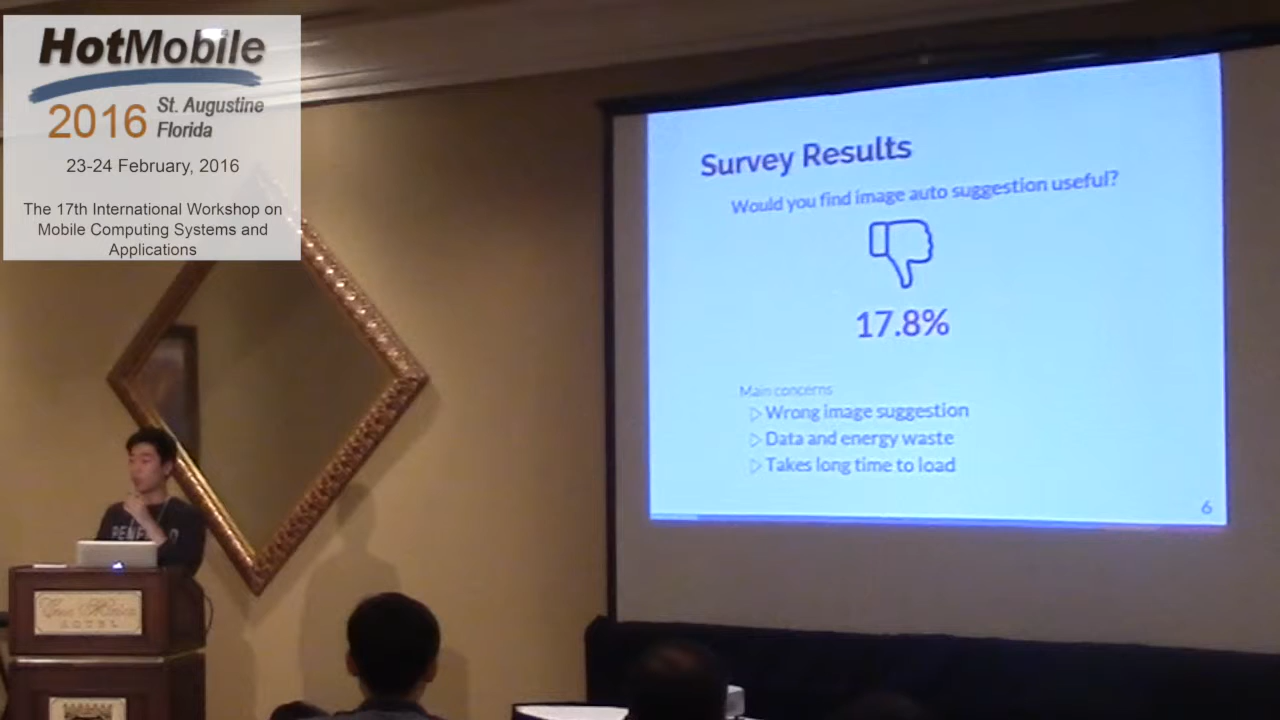 HotMobile
2016 St. Augustine
Florida
23-24 February, 2016
The 17th International Workshop on
Mobile Computing Systems and
Applications
Survey Results
Would you find image auto suggestion useful?
17.8%
Main concerns
▷ Wrong image suggestion
▷ Data and energy waste
▷ Takes long time to load
6
HOTEL